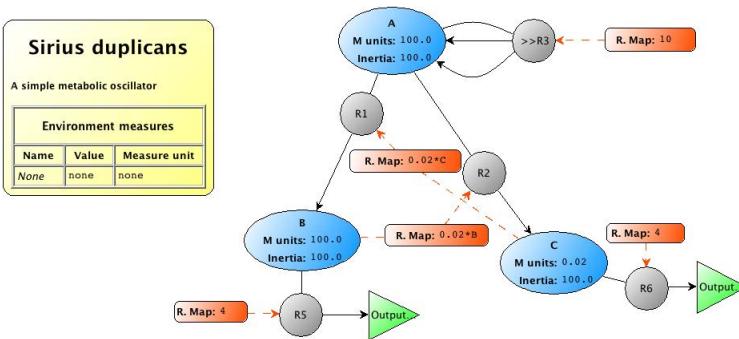 Sirius duplicans
A simple metabolic oscillator
Environment measures
Name Value Measure unit
None none none
A
M units: 100.0
Inertia: 100.0
>>R3
R. Map: 10
R1
R. Map: 0.02*C
R2
B
M units: 100.0
Inertia: 100.0
R. Map: 0.02*B
C
M units: 0.02
Inertia: 100.0
R. Map: 4
R6
Output...
R. Map: 4
R5
Output...